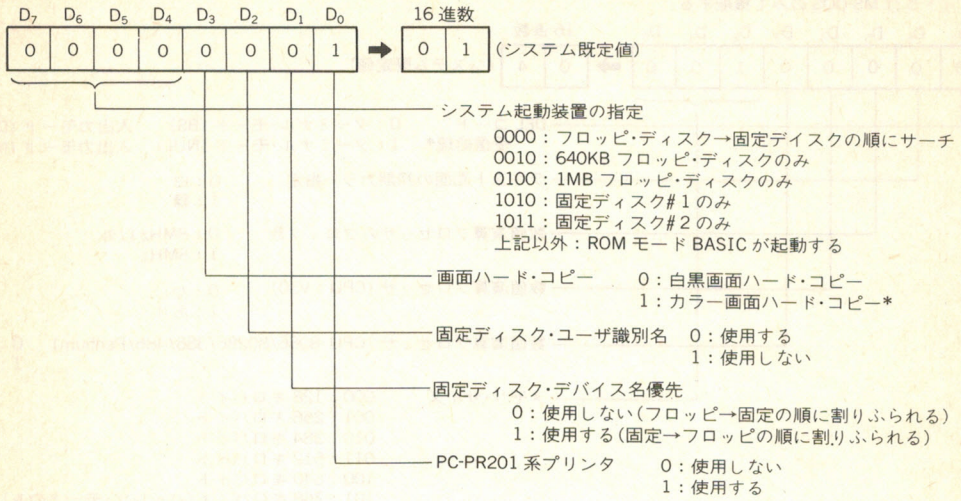 D7 D6 D5 D4 D3 D2 D1 D0 16進数
0 0 0 0 0 0 0 1 ➡ 0 1 (システム既定値)
システム起動装置の指定
0000：フロッピ・ディスク→固定デイスクの順にサーチ
0010：640KB フロッピ・ディスクのみ
0100：1MB フロッピ・ディスクのみ
1010：固定ディスク#1のみ
1011：固定ディスク#2のみ
上記以外：ROM モード BASIC が起動する
画面ハード・コピー 0：白黒画面ハード・コピー
1：カラー画面ハード・コピー*
固定ディスク・ユーザ識別名 0：使用する
1：使用しない
固定ディスク・デバイス名優先
0：使用しない(フロッピ→固定の順に割りふられる)
1：使用する(固定→フロッピの順に割りふられる)
PC-PR201 系プリンタ 0：使用しない
1：使用する